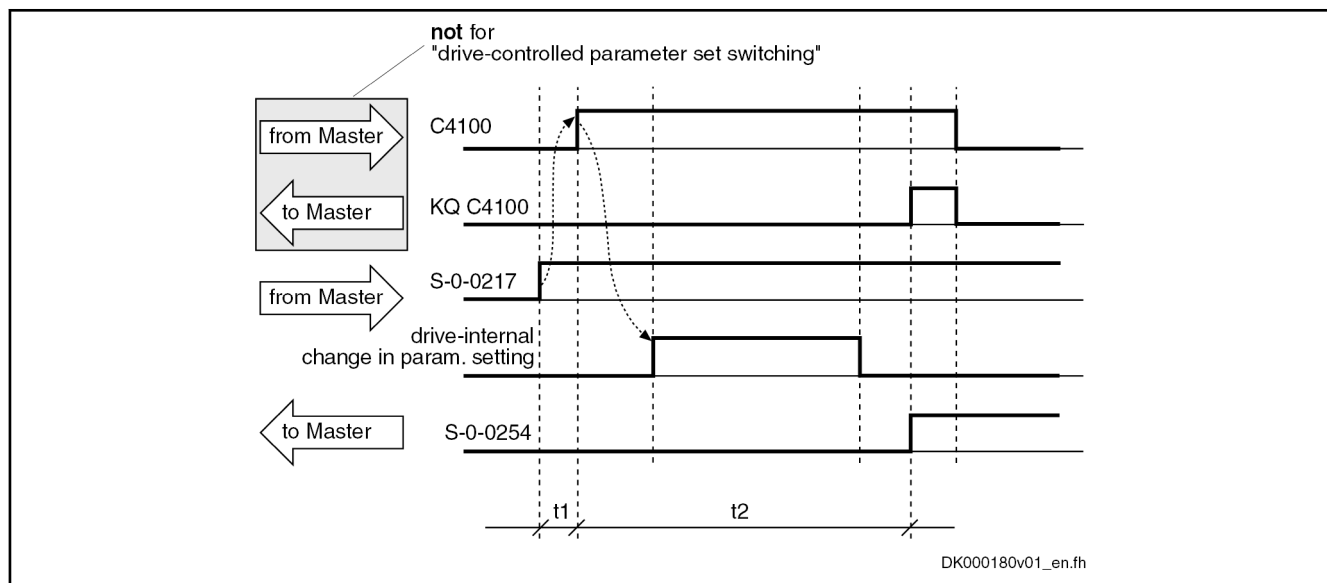 not for
"drive-controlled parameter set switching"
from Master
C4100
to Master
KQ C4100
from Master
S-0-0217
drive-internal
change in param. setting
to Master
S-0-0254
t1
t2
DK000180v01_en.fh